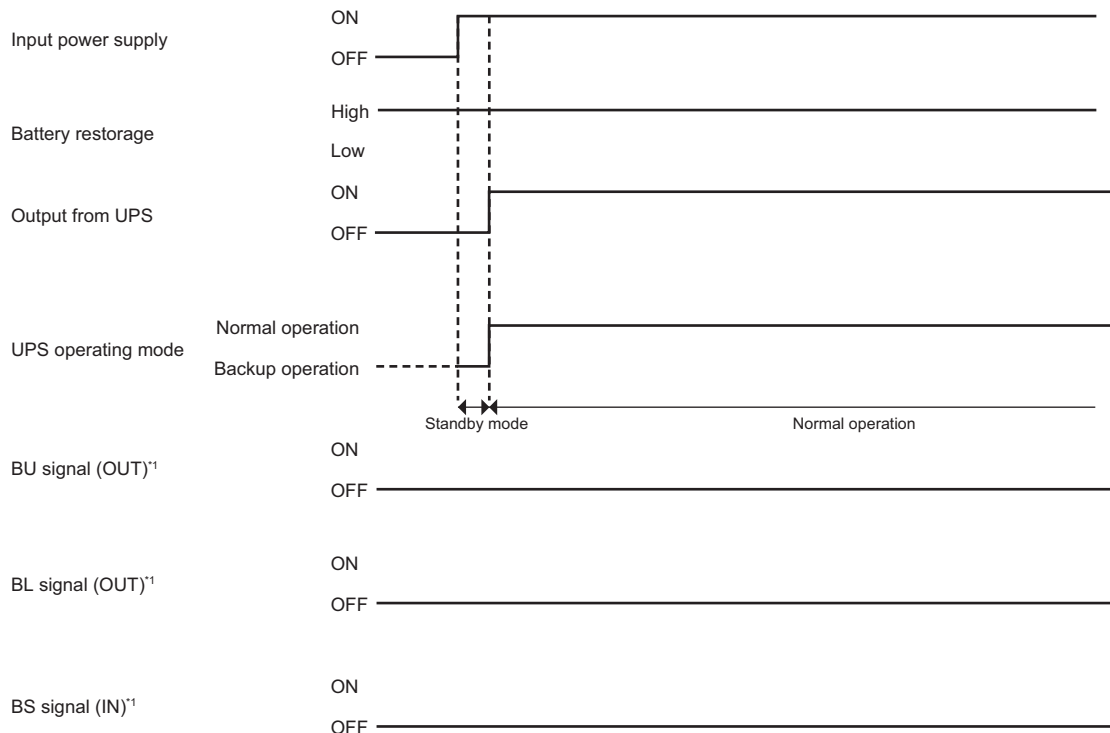 ON
Input power supply
OFF
High
Battery restorage
Low
ON
Output from UPS
OFF
Normal operation
UPS operating mode
Backup operation
Standby mode
Normal operation
ON
BU signal (OUT)*1
OFF
ON
BL signal (OUT)*1
OFF
ON
BS signal (IN)*1
OFF